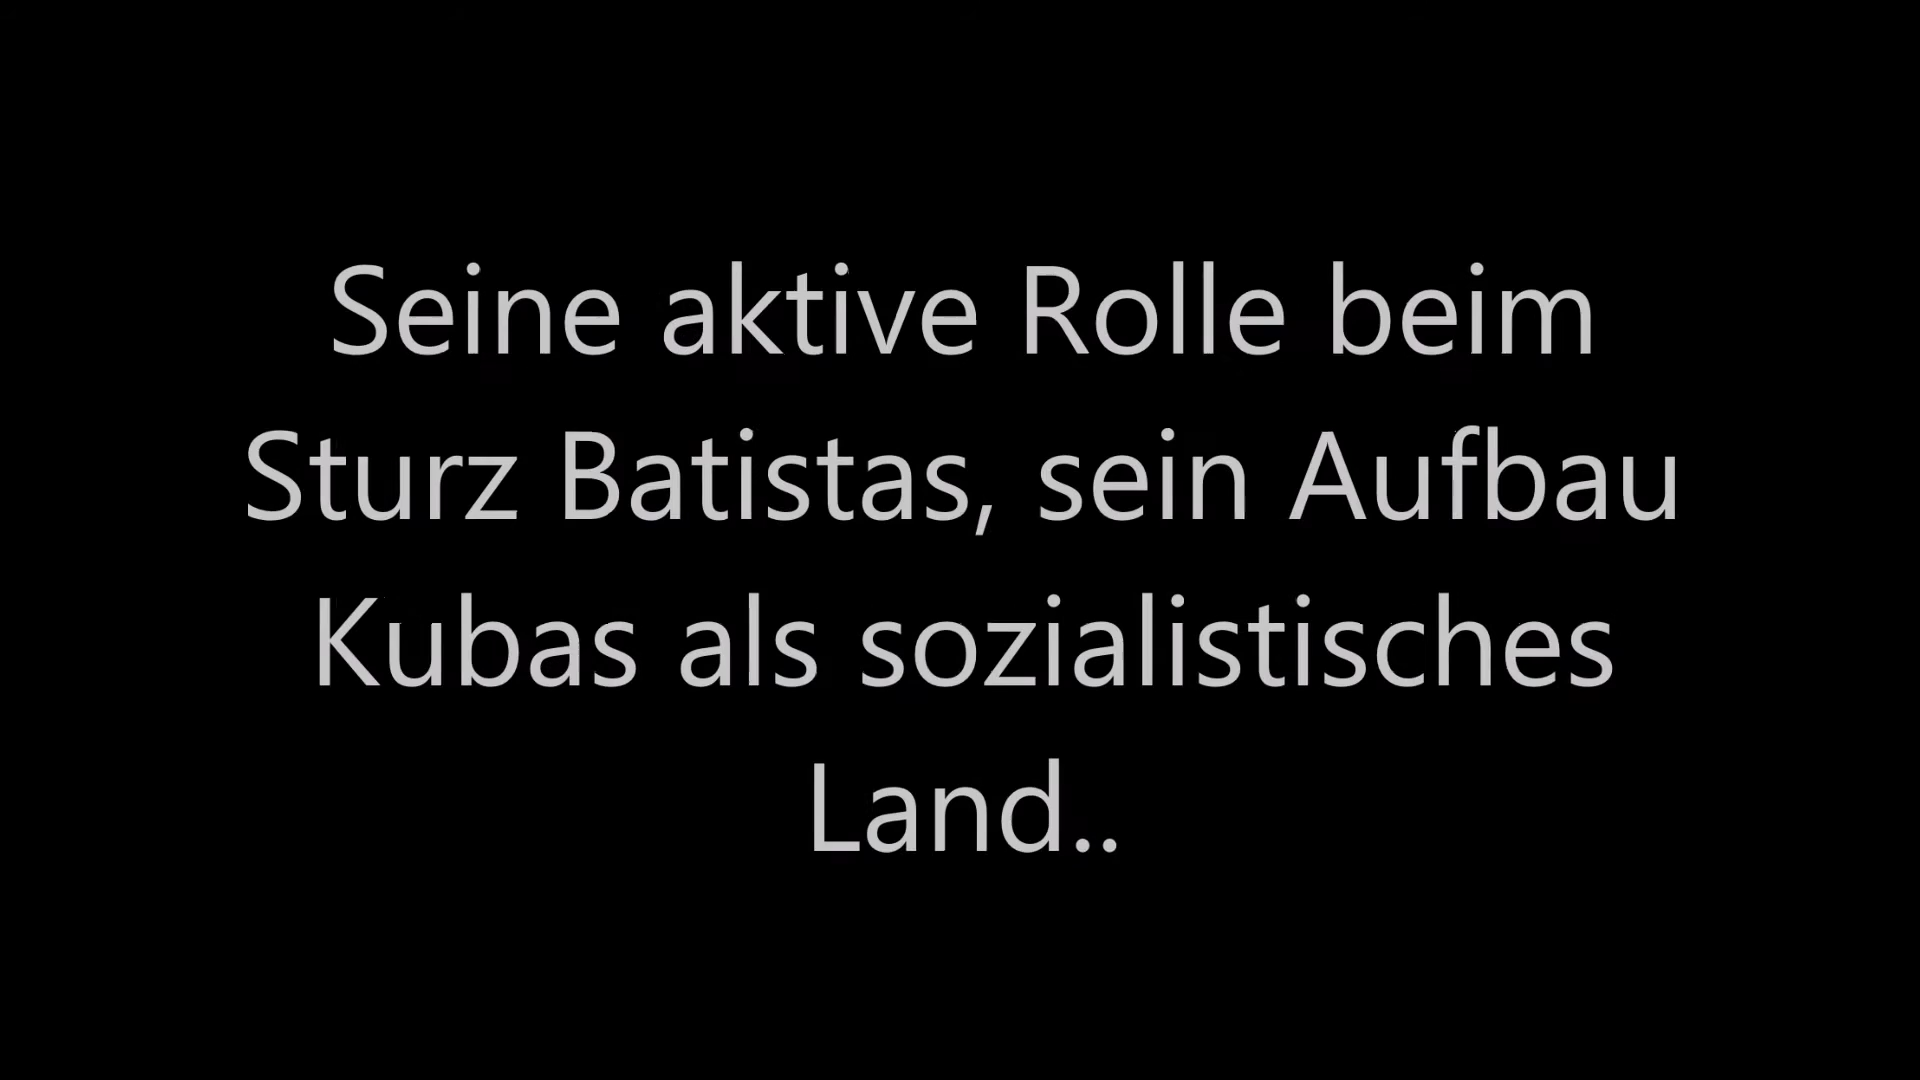 Seine aktive Rolle beim
Sturz Batistas, sein Aufbau
Kubas als sozialistisches
Land..